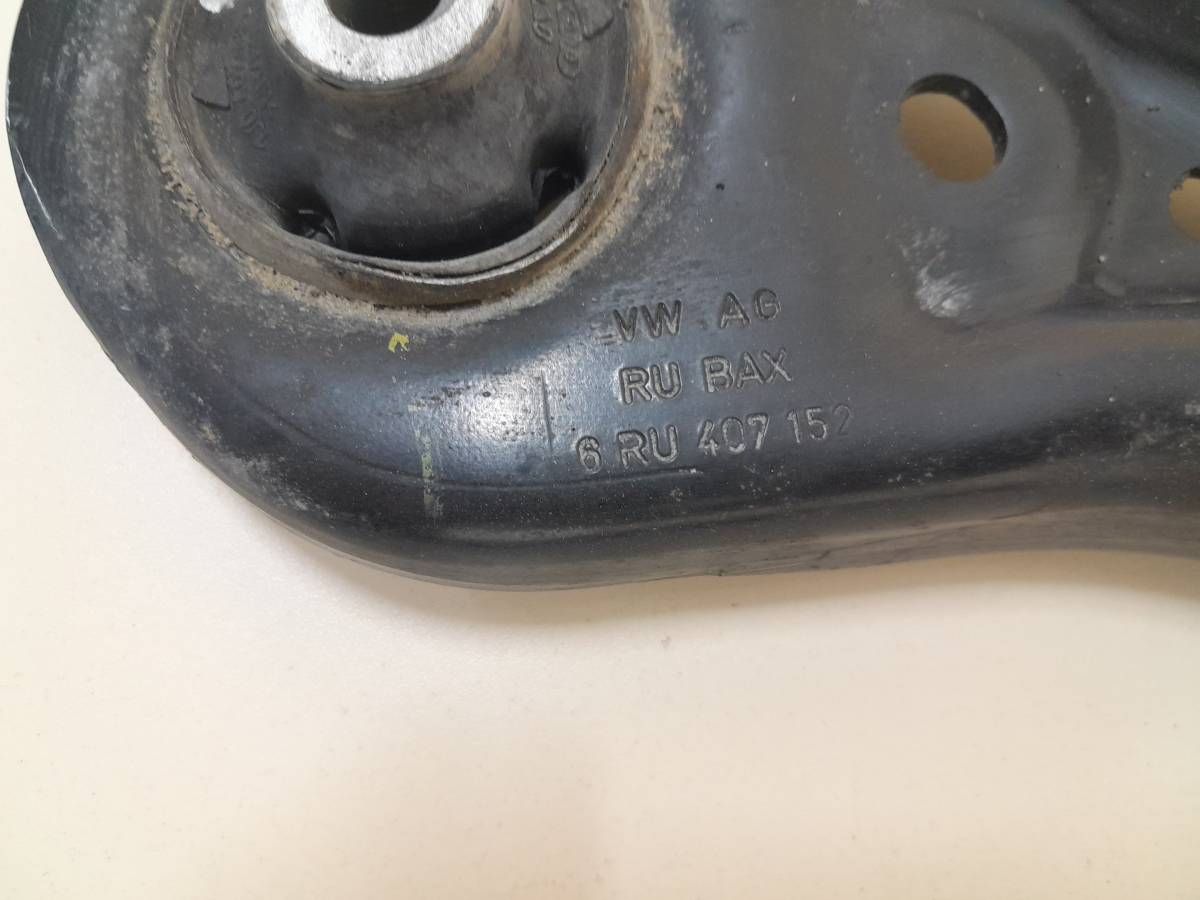 VW AG
RU BAX
6 RU 407 152